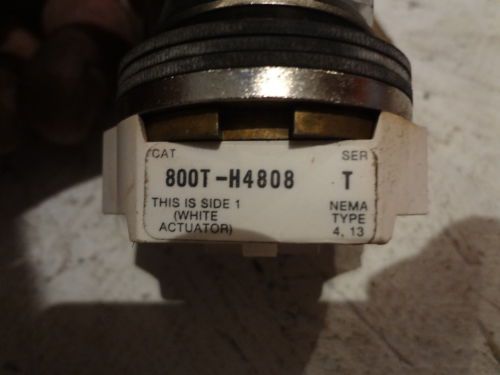 CAT SER
800T-H4808 T
THIS IS SIDE 1 NEMA
(WHITE TYPE
ACTUATOR) 4, 13